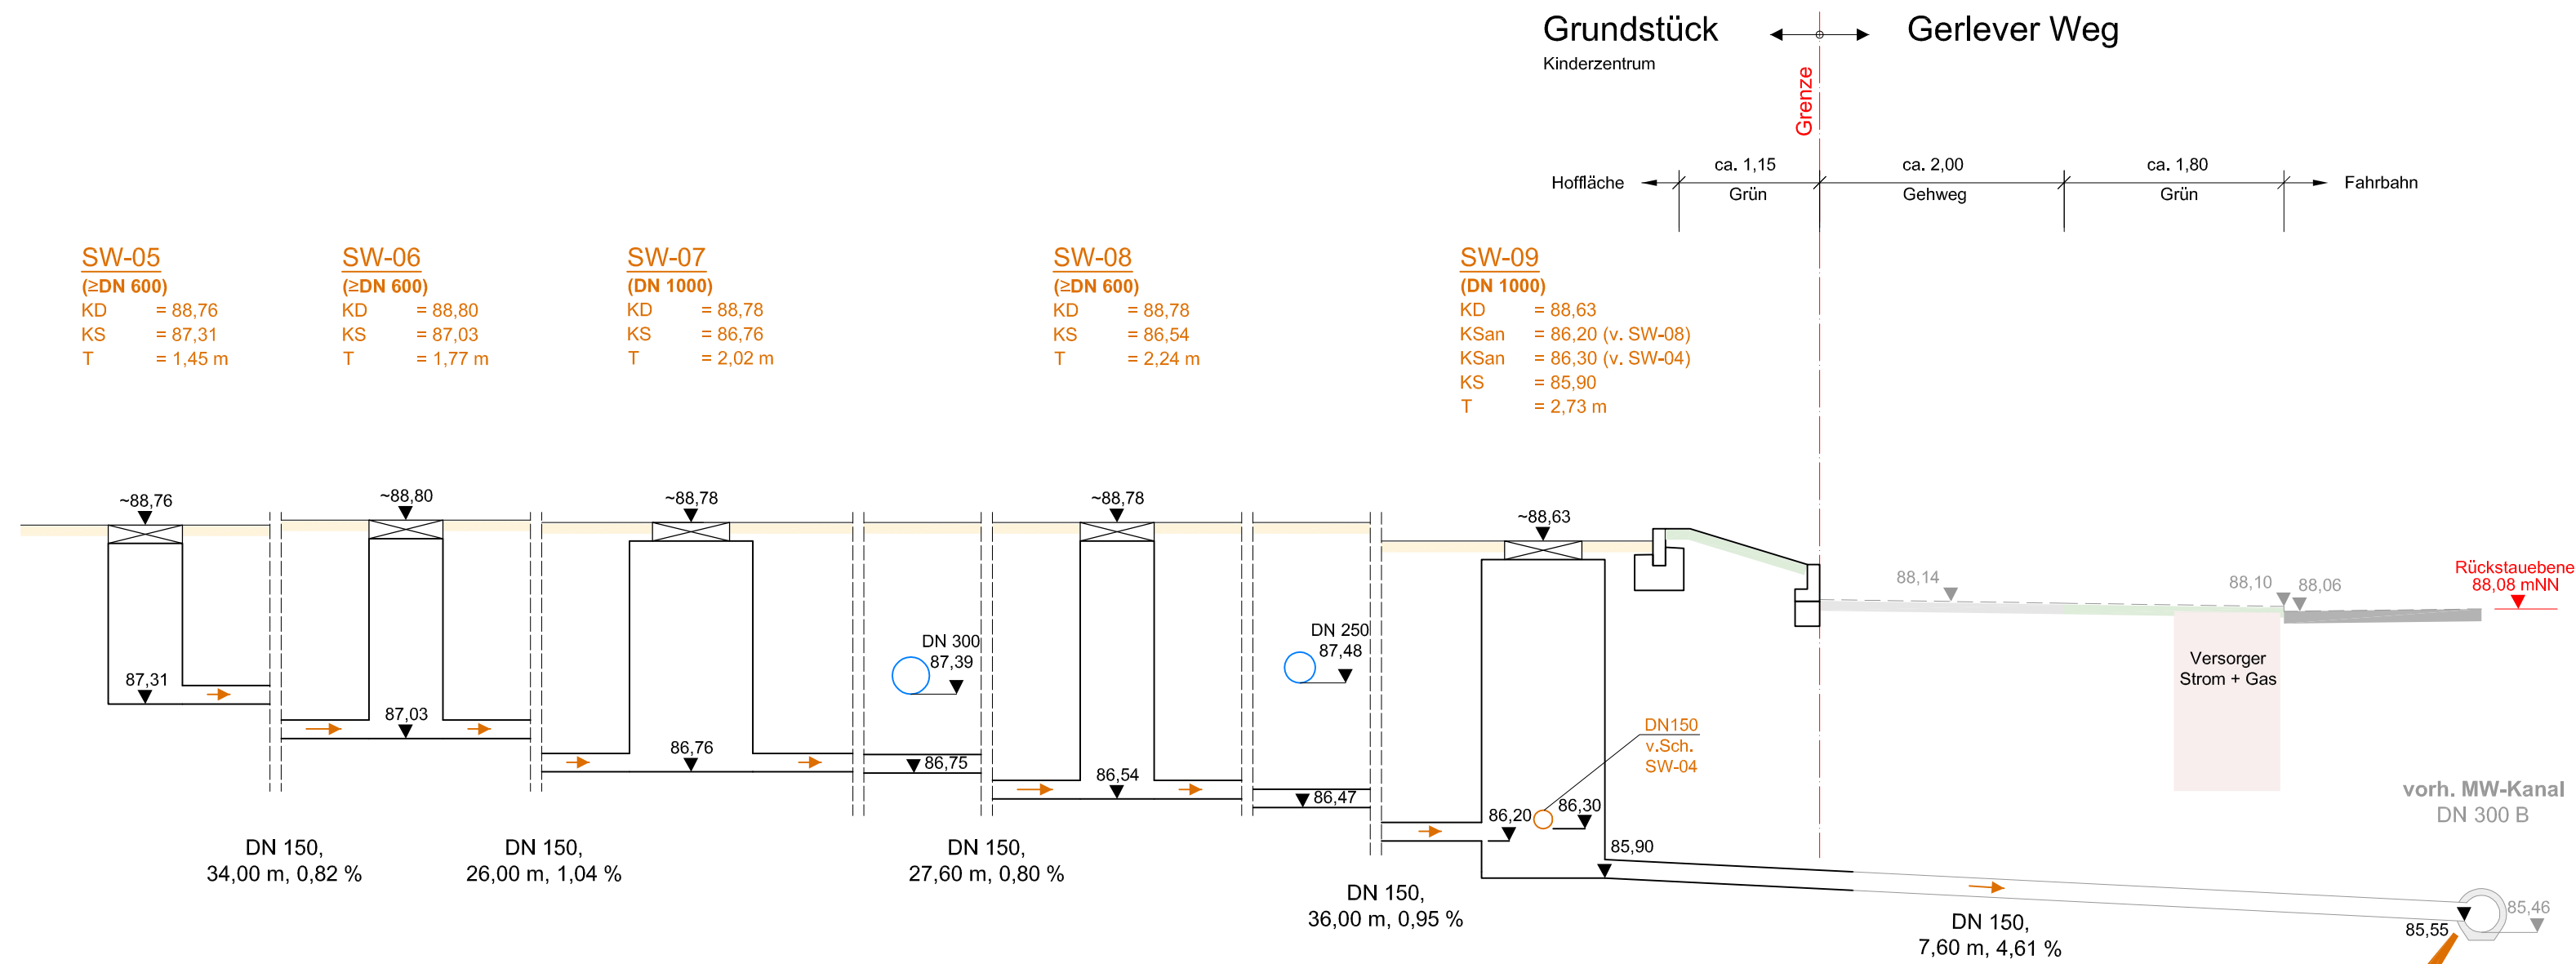 Grundstück
Gerlever Weg
Kinderzentrum
Grenze
ca. 1,15
ca. 2,00
ca. 1,80
Hoffläche
Grün
Gehweg
Grün
Fahrbahn
SW-05
(≥DN 600)
KD = 88,76
KS = 87,31
T = 1,45 m
SW-06
(≥DN 600)
KD = 88,80
KS = 87,03
T = 1,77 m
SW-07
(DN 1000)
KD = 88,78
KS = 86,76
T = 2,02 m
SW-08
(≥DN 600)
KD = 88,78
KS = 86,54
T = 2,24 m
SW-09
(DN 1000)
KD = 88,63
KSan = 86,20 (v. SW-08)
KSan = 86,30 (v. SW-04)
KS = 85,90
T = 2,73 m
~88,76
~88,80
~88,78
~88,78
~88,63
88,14
88,10
88,06
Rückstauebene
88,08 mNN
87,31
87,03
86,76
DN 300
87,39
86,75
86,54
DN 250
87,48
86,47
86,20
86,30
DN150
v.Sch.
SW-04
85,90
Versorger
Strom + Gas
vorh. MW-Kanal
DN 300 B
85,46
85,55
DN 150,
34,00 m, 0,82 %
DN 150,
26,00 m, 1,04 %
DN 150,
27,60 m, 0,80 %
DN 150,
36,00 m, 0,95 %
DN 150,
7,60 m, 4,61 %